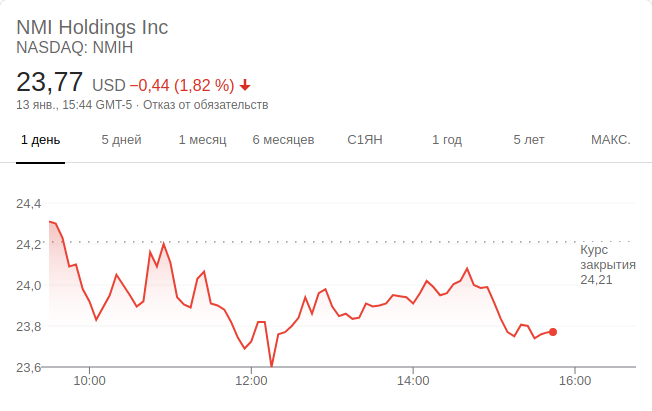 NMI Holdings Inc
NASDAQ: NMIH
23,77 USD −0,44 (1,82 %)
13 янв., 15:44 GMT-5 · Отказ от обязательств
1 день 5 дней 1 месяц 6 месяцев С1ЯН 1 год 5 лет МАКС.
24,4
24,2
Курс
закрытия
24,21
24,0
23,8
23,6
10:00 12:00 14:00 16:00